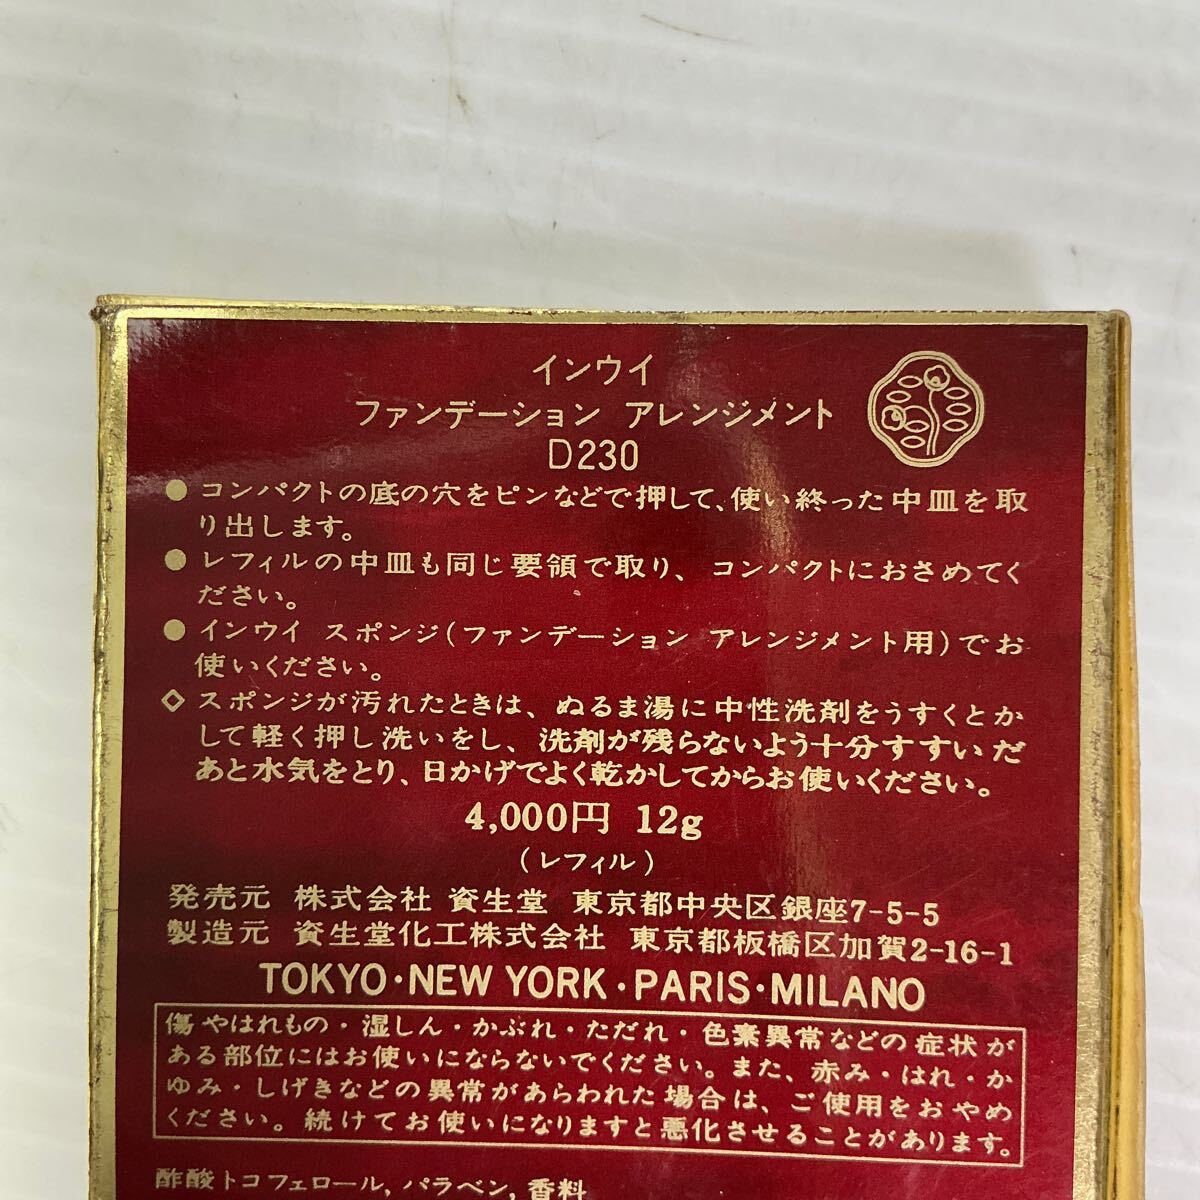 インウイ
ファンデーション アレンジメント
D230
● コンパクトの底の穴をピンなどで押して、使い終った中皿を取
り出します。
● レフィルの中皿も同じ要領で取り、コンパクトにおさめてく
ださい。
● インウイ スポンジ(ファンデーション アレンジメント用)でお
使いください。
◇ スポンジが汚れたときは、ぬるま湯に中性洗剤をうすくとか
して軽く押し洗いをし、洗剤が残らないよう十分すすいだ
あと水気をとり、日かげでよく乾かしてからお使いください。
4,000円 12g
(レフィル)
発売元 株式会社 資生堂 東京都中央区銀座7-5-5
製造元 資生堂化工株式会社 東京都板橋区加賀2-16-1
TOKYO・NEW YORK・PARIS・MILANO
傷やはれもの・湿しん・かぶれ・ただれ・色素異常などの症状が
ある部位にはお使いにならないでください。また、赤み・はれ・か
ゆみ・しげきなどの異常があらわれた場合は、ご使用をおやめ
ください。続けてお使いになりますと悪化させることがあります。
酢酸トコフェロール, パラベン, 香料